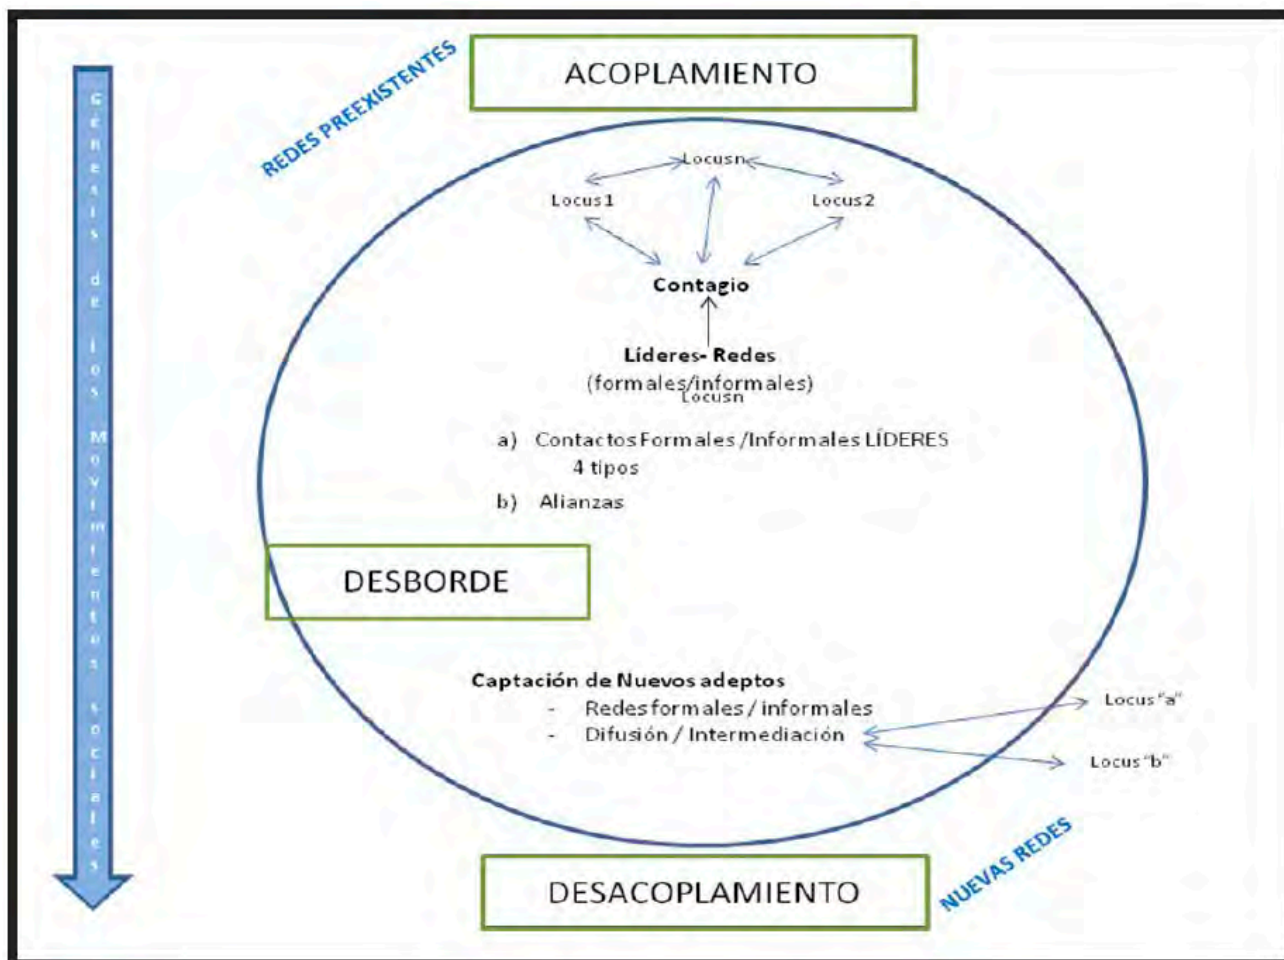 Génesis de los Movimientos sociales
REDES PREEXISTENTES
ACOPLAMIENTO
Locusn
Locus1
Locus2
Contagio
Líderes- Redes
(formales/informales)
Locusn
a) Contactos Formales /Informales LÍDERES
4 tipos
b) Alianzas
DESBORDE
Captación de Nuevos adeptos
- Redes formales / informales
- Difusión / Intermediación
Locus "a"
Locus "b"
DESACOPLAMIENTO
NUEVAS REDES